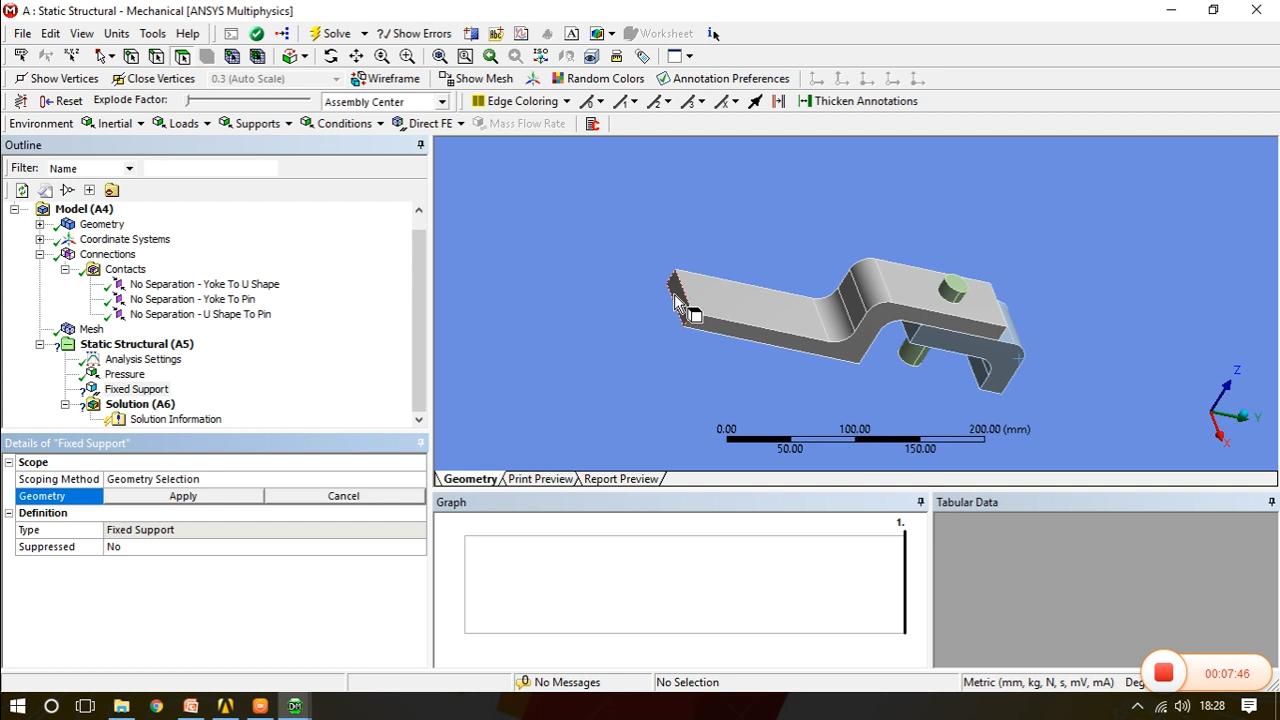 A : Static Structural - Mechanical [ANSYS Multiphysics]
File Edit View Units Tools Help Solve ?/ Show Errors Worksheet
Show Vertices Close Vertices 0.3 (Auto Scale) Wireframe Show Mesh Random Colors Annotation Preferences
Reset Explode Factor: Assembly Center Edge Coloring Thicken Annotations
Environment Inertial Loads Supports Conditions Direct FE Mass Flow Rate
Outline
Filter: Name
Model (A4)
Geometry
Coordinate Systems
Connections
Contacts
No Separation - Yoke To U Shape
No Separation - Yoke To Pin
No Separation - U Shape To Pin
Mesh
Static Structural (A5)
Analysis Settings
Pressure
Fixed Support
Solution (A6)
Solution Information
Details of "Fixed Support"
Scope
Scoping Method Geometry Selection
Geometry Apply Cancel
Definition
Type Fixed Support
Suppressed No
Z
Y
X
0.00 100.00 200.00 (mm)
50.00 150.00
Geometry Print Preview Report Preview
Graph
1.
Tabular Data
No Messages No Selection Metric (mm, kg, N, s, mV, mA) Deg
00:07:46
18:28